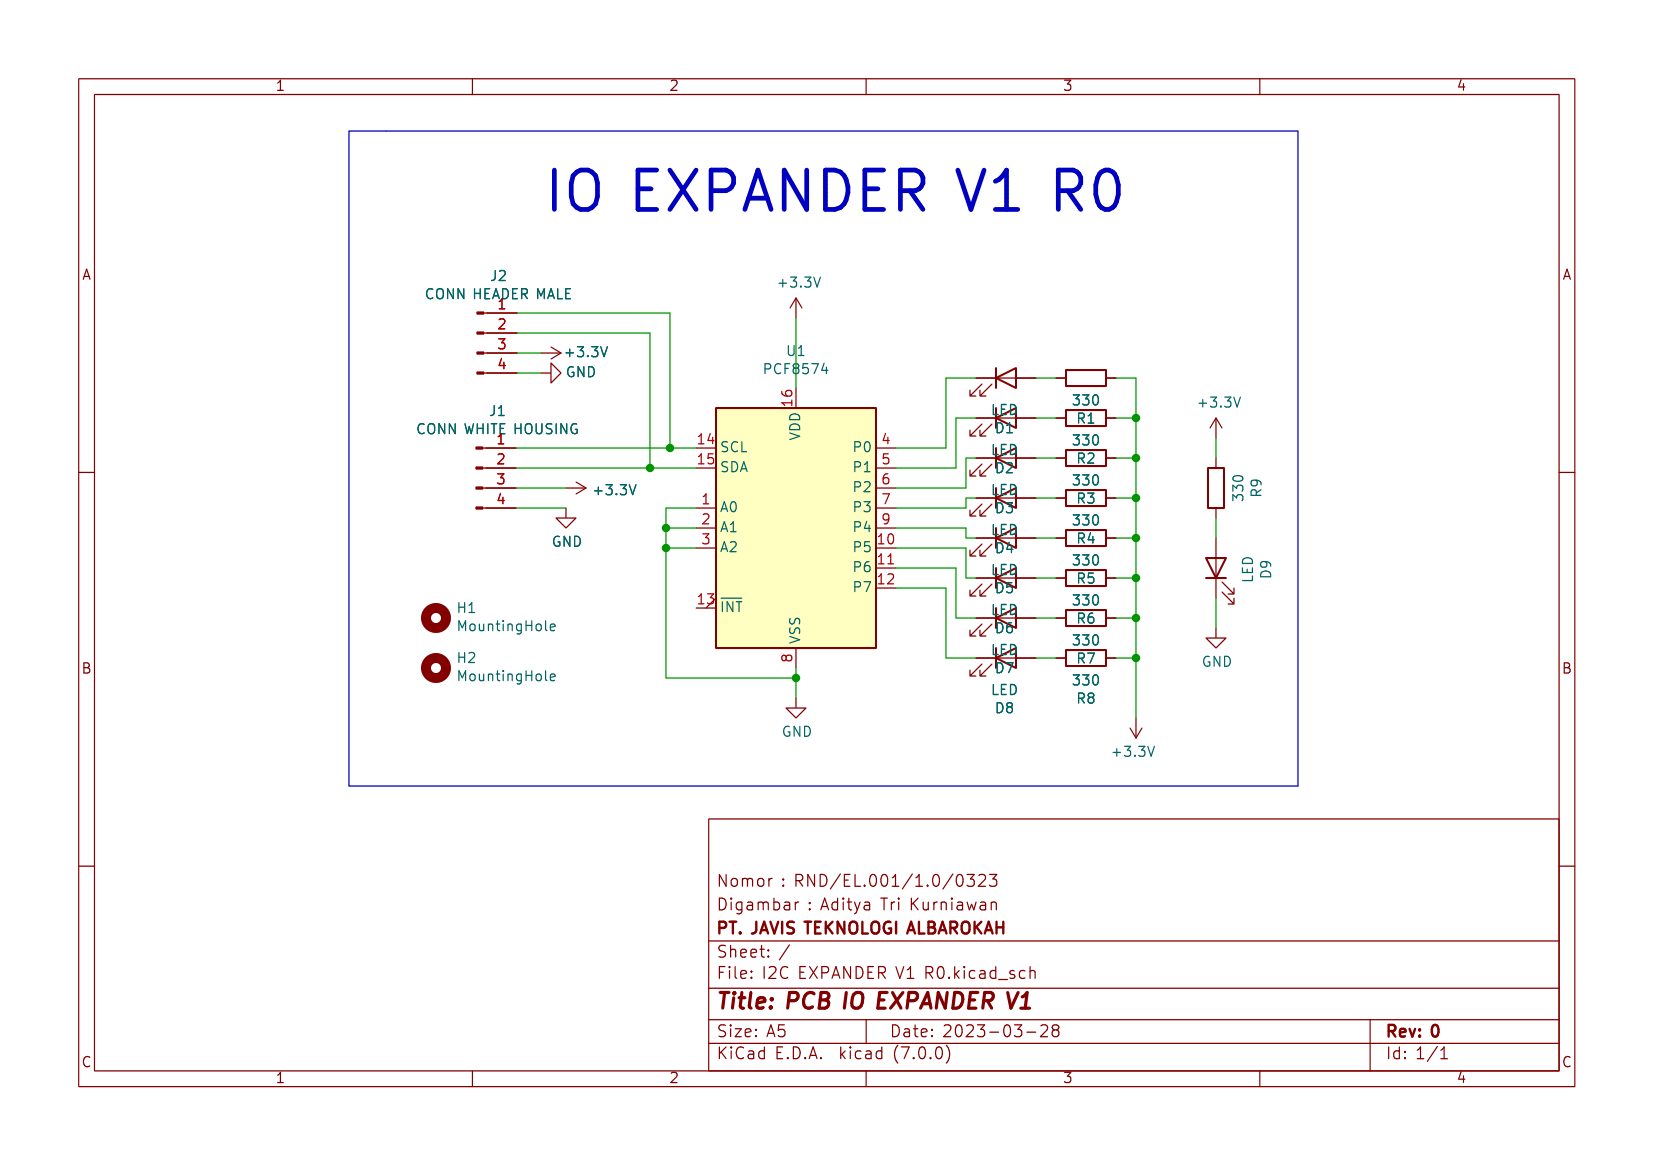 1 2 3 4
IO EXPANDER V1 R0
A A
J2
CONN HEADER MALE
1
2
3 +3.3V
4 GND
J1
CONN WHITE HOUSING
1
2
3 +3.3V
4
GND
H1
MountingHole
H2
MountingHole
+3.3V
U1
PCF8574
16
VDD
14 SCL
15 SDA
1 A0
2 A1
3 A2
13 INT
P0 4
P1 5
P2 6
P3 7
P4 9
P5 10
P6 11
P7 12
VSS
8
GND
LED
D1
LED
D2
LED
D3
LED
D4
LED
D5
LED
D6
LED
D7
LED
D8
330
R1
330
R2
330
R3
330
R4
330
R5
330
R6
330
R7
330
R8
+3.3V
+3.3V
330
R9
LED
D9
GND
B B
Nomor : RND/EL.001/1.0/0323
Digambar : Aditya Tri Kurniawan
PT. JAVIS TEKNOLOGI ALBAROKAH
Sheet: /
File: I2C EXPANDER V1 R0.kicad_sch
Title: PCB IO EXPANDER V1
Size: A5 Date: 2023-03-28 Rev: 0
KiCad E.D.A. kicad (7.0.0) Id: 1/1
C C
1 2 3 4